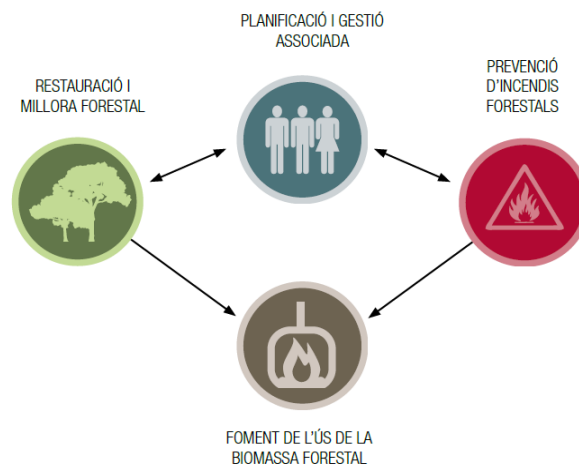 PLANIFICACIÓ I GESTIÓ
ASSOCIADA
RESTAURACIÓ I
MILLORA FORESTAL
PREVENCIÓ
D'INCENDIS
FORESTALS
FOMENT DE L'ÚS DE LA
BIOMASSA FORESTAL